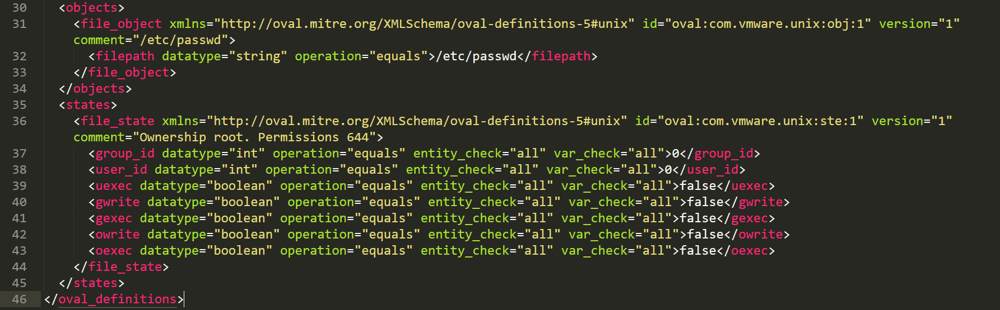 30 <objects>
31 <file_object xmlns="http://oval.mitre.org/XMLSchema/oval-definitions-5#unix" id="oval:com.vmware.unix:obj:1" version="1"
comment="/etc/passwd">
32 <filepath datatype="string" operation="equals">/etc/passwd</filepath>
33 </file_object>
34 </objects>
35 <states>
36 <file_state xmlns="http://oval.mitre.org/XMLSchema/oval-definitions-5#unix" id="oval:com.vmware.unix:ste:1" version="1"
comment="Ownership root. Permissions 644">
37 <group_id datatype="int" operation="equals" entity_check="all" var_check="all">0</group_id>
38 <user_id datatype="int" operation="equals" entity_check="all" var_check="all">0</user_id>
39 <uexec datatype="boolean" operation="equals" entity_check="all" var_check="all">false</uexec>
40 <gwrite datatype="boolean" operation="equals" entity_check="all" var_check="all">false</gwrite>
41 <gexec datatype="boolean" operation="equals" entity_check="all" var_check="all">false</gexec>
42 <owrite datatype="boolean" operation="equals" entity_check="all" var_check="all">false</owrite>
43 <oexec datatype="boolean" operation="equals" entity_check="all" var_check="all">false</oexec>
44 </file_state>
45 </states>
46 </oval_definitions>